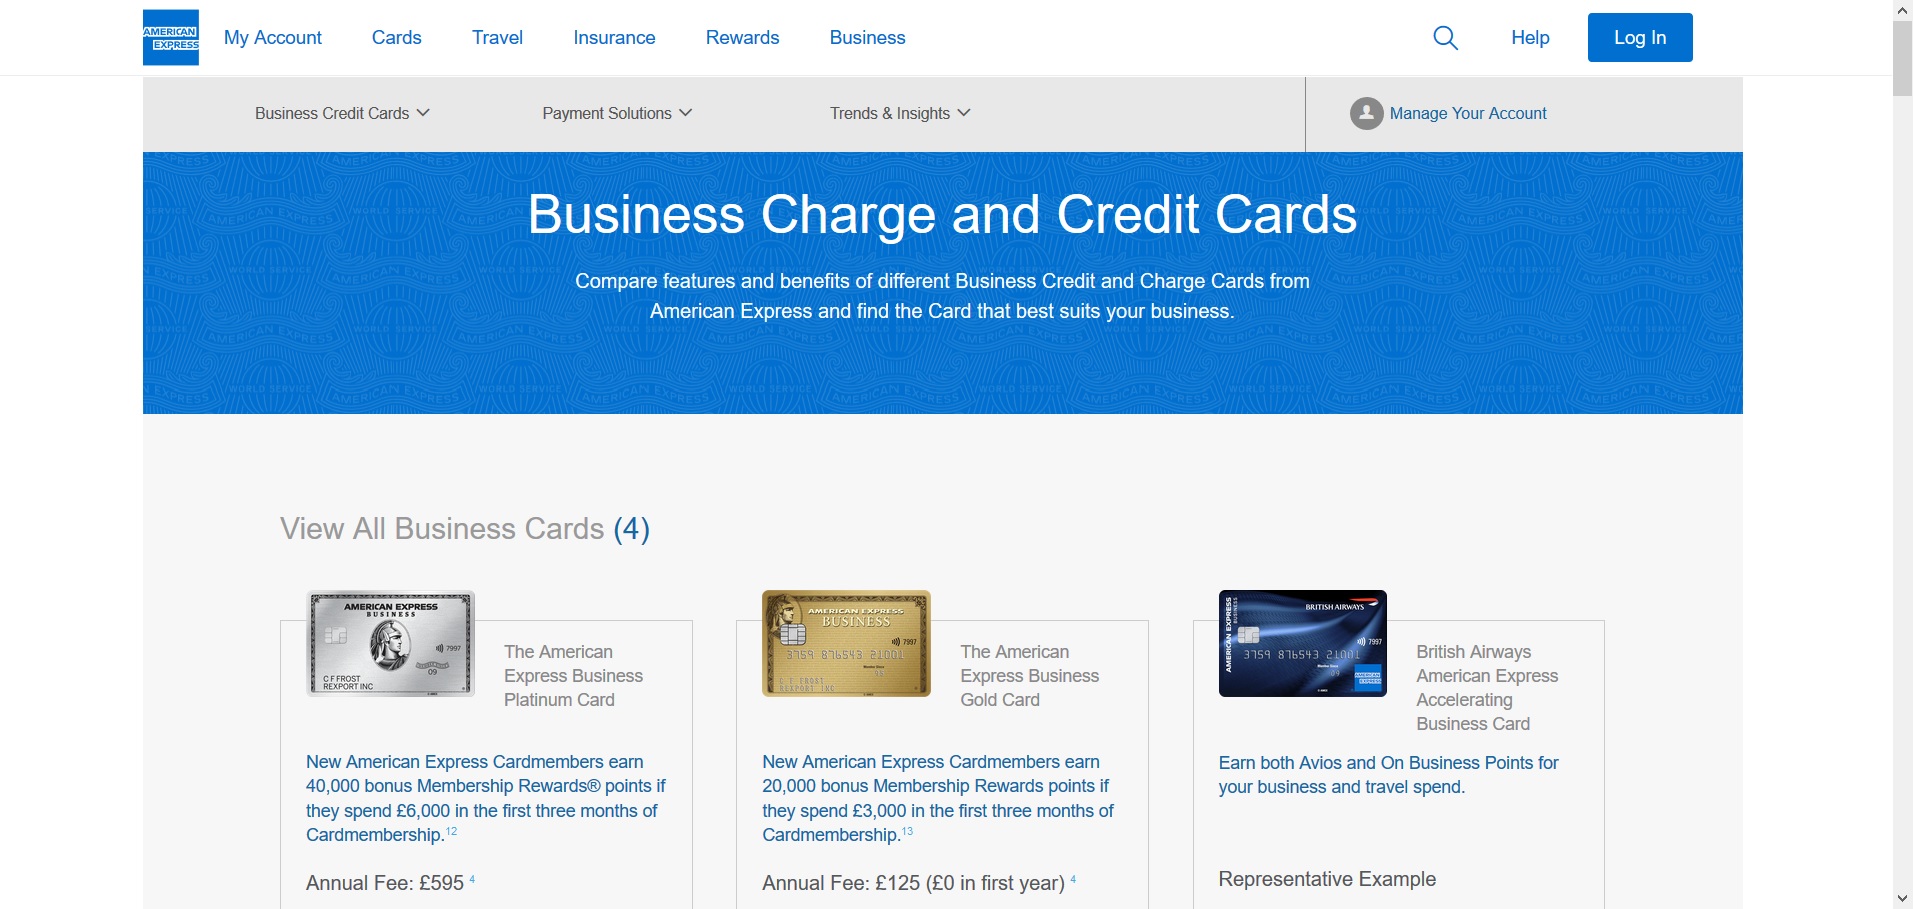 AMERICAN
EXPRESS
My Account
Cards
Travel
Insurance
Rewards
Business
Help
Log In
Business Credit Cards
Payment Solutions
Trends & Insights
Manage Your Account
Business Charge and Credit Cards
Compare features and benefits of different Business Credit and Charge Cards from
American Express and find the Card that best suits your business.
View All Business Cards (4)
AMERICAN EXPRESS
BUSINESS
7997
09
C F FROST
REXPORT INC
The American
Express Business
Platinum Card
New American Express Cardmembers earn
40,000 bonus Membership Rewards® points if
they spend £6,000 in the first three months of
Cardmembership.12
Annual Fee: £595 4
AMERICAN EXPRESS
BUSINESS
7997
3759 876543 21001
C F FROST
REXPORT INC
The American
Express Business
Gold Card
New American Express Cardmembers earn
20,000 bonus Membership Rewards points if
they spend £3,000 in the first three months of
Cardmembership.13
Annual Fee: £125 (£0 in first year) 4
AMERICAN EXPRESS
BUSINESS
BRITISH AIRWAYS
7997
3759 876543 21001
AMERICAN
EXPRESS
British Airways
American Express
Accelerating
Business Card
Earn both Avios and On Business Points for
your business and travel spend.
Representative Example